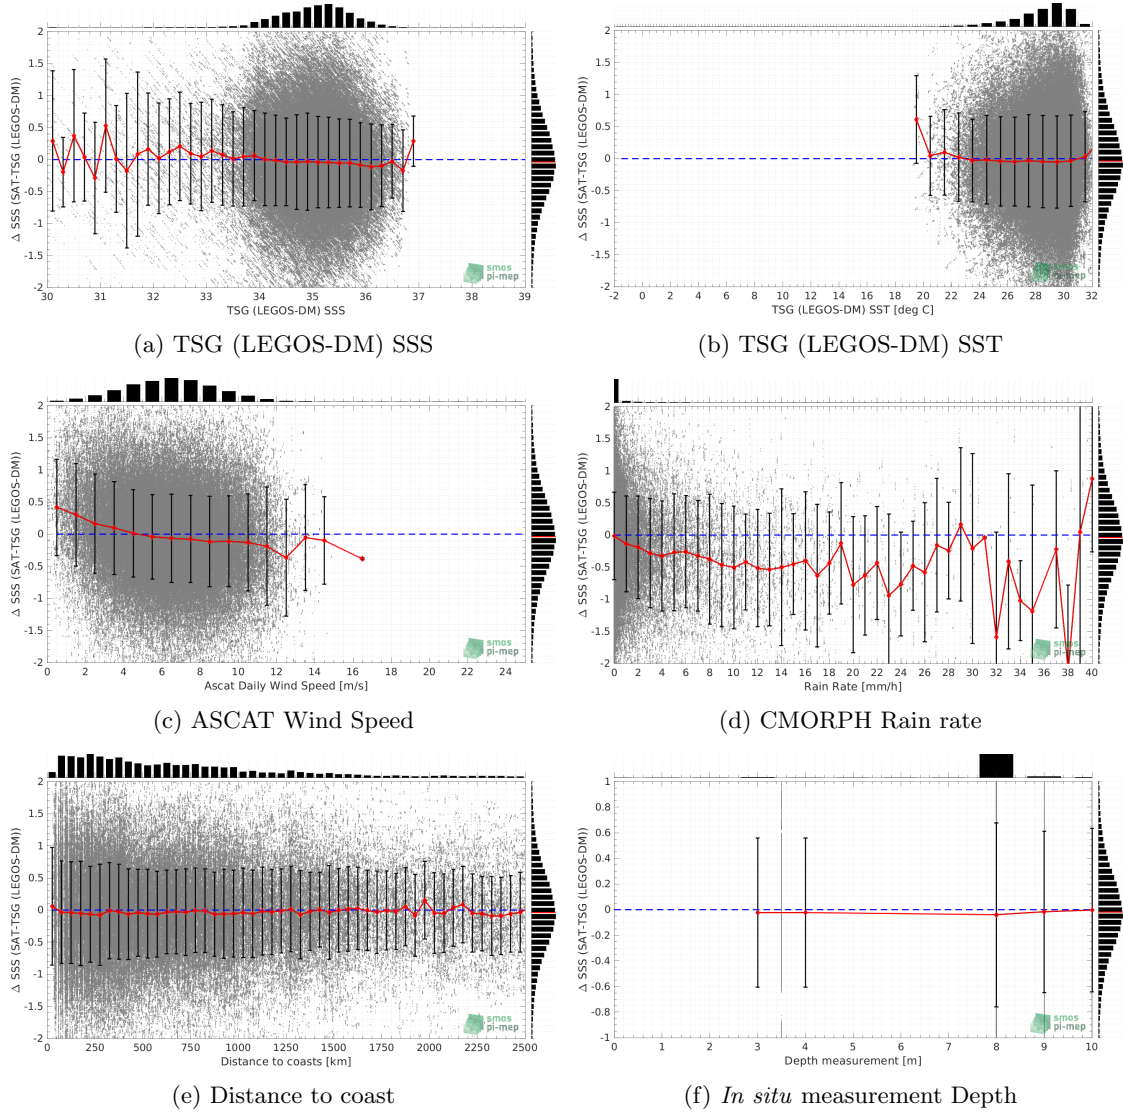 Δ SSS (SAT-TSG (LEGOS-DM))
2
1.5
1
0.5
0
-0.5
-1
-1.5
-2
30 31 32 33 34 35 36 37 38 39
TSG (LEGOS-DM) SSS
smos
pi-mep
(a) TSG (LEGOS-DM) SSS
Δ SSS (SAT-TSG (LEGOS-DM))
2
1.5
1
0.5
0
-0.5
-1
-1.5
-2
-2 0 2 4 6 8 10 12 14 16 18 20 22 24 26 28 30 32
TSG (LEGOS-DM) SST [deg C]
smos
pi-mep
(b) TSG (LEGOS-DM) SST
Δ SSS (SAT-TSG (LEGOS-DM))
2
1.5
1
0.5
0
-0.5
-1
-1.5
-2
0 2 4 6 8 10 12 14 16 18 20 22 24
Ascat Daily Wind Speed [m/s]
smos
pi-mep
(c) ASCAT Wind Speed
Δ SSS (SAT-TSG (LEGOS-DM))
2
1.5
1
0.5
0
-0.5
-1
-1.5
-2
0 2 4 6 8 10 12 14 16 18 20 22 24 26 28 30 32 34 36 38 40
Rain Rate [mm/h]
smos
pi-mep
(d) CMORPH Rain rate
Δ SSS (SAT-TSG (LEGOS-DM))
2
1.5
1
0.5
0
-0.5
-1
-1.5
-2
0 250 500 750 1000 1250 1500 1750 2000 2250 2500
Distance to coasts [km]
smos
pi-mep
(e) Distance to coast
Δ SSS (SAT-TSG (LEGOS-DM))
1
0.8
0.6
0.4
0.2
0
-0.2
-0.4
-0.6
-0.8
-1
0 1 2 3 4 5 6 7 8 9 10
Depth measurement [m]
smos
pi-mep
(f) In situ measurement Depth